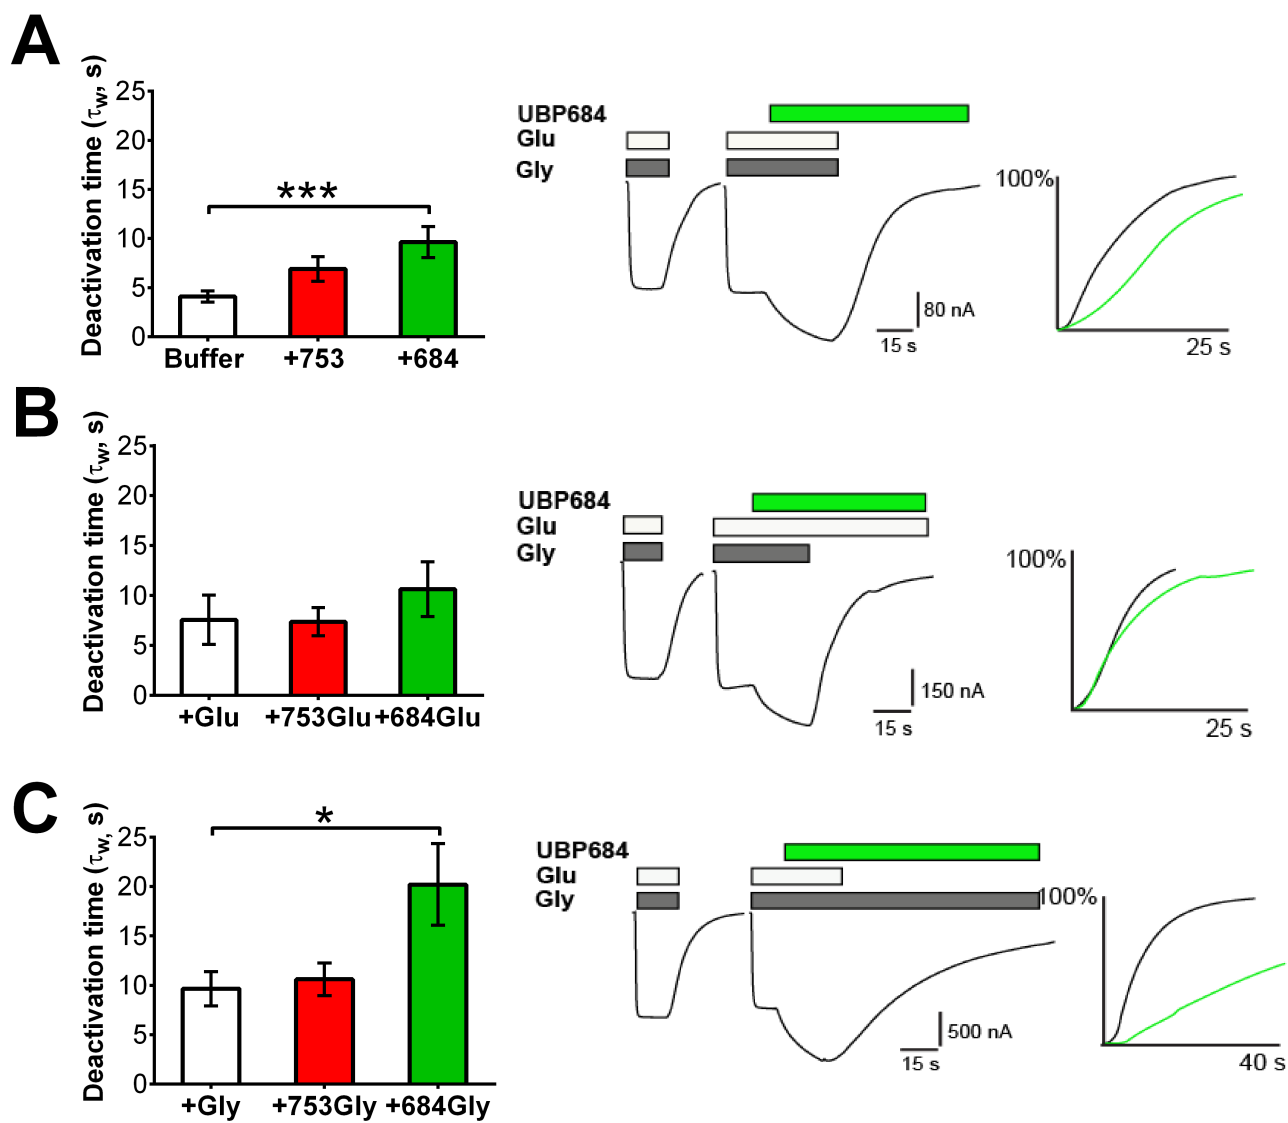 A
Deactivation time (τw, s)
25
20
15
10
5
0
***
Buffer
+753
+684
UBP684
Glu
Gly
80 nA
15 s
100%
25 s
B
Deactivation time (τw, s)
25
20
15
10
5
0
+Glu
+753Glu
+684Glu
UBP684
Glu
Gly
150 nA
15 s
100%
25 s
C
Deactivation time (τw, s)
25
20
15
10
5
0
*
+Gly
+753Gly
+684Gly
UBP684
Glu
Gly
500 nA
15 s
100%
40 s